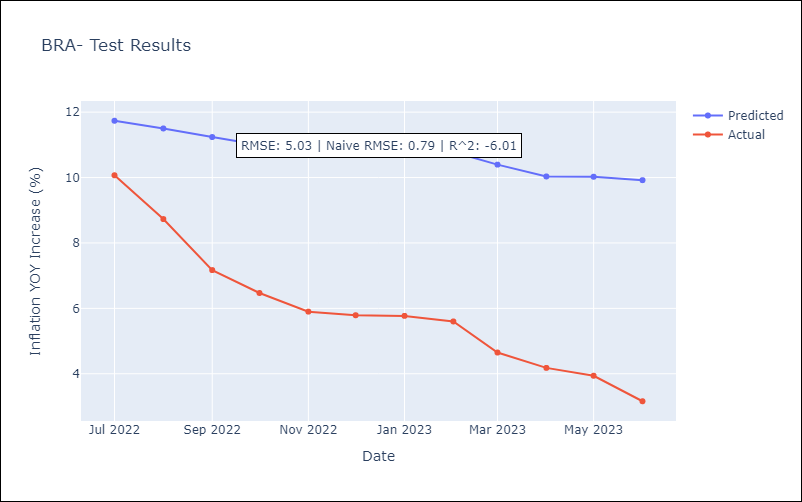 BRA- Test Results
12
10
8
6
4
Inflation YOY Increase (%)
RMSE: 5.03 | Naive RMSE: 0.79 | R^2: -6.01
Predicted
Actual
Jul 2022
Sep 2022
Nov 2022
Jan 2023
Mar 2023
May 2023
Date